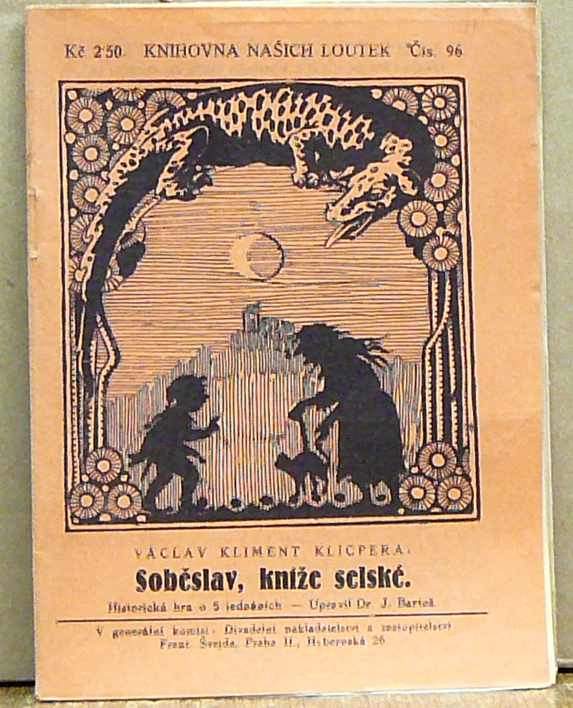 Kč 2·50. KNIHOVNA NAŠICH LOUTEK Čís. 96
VÁCLAV KLIMENT KLICPERA:
Soběslav, kníže selské.
Historická hra o 5 jednáních — Upravil Dr. J. Bartoš
V generální komisi: Divadelní nakladatelství a
Frant. Švejda, Praha II., Hybernská 26